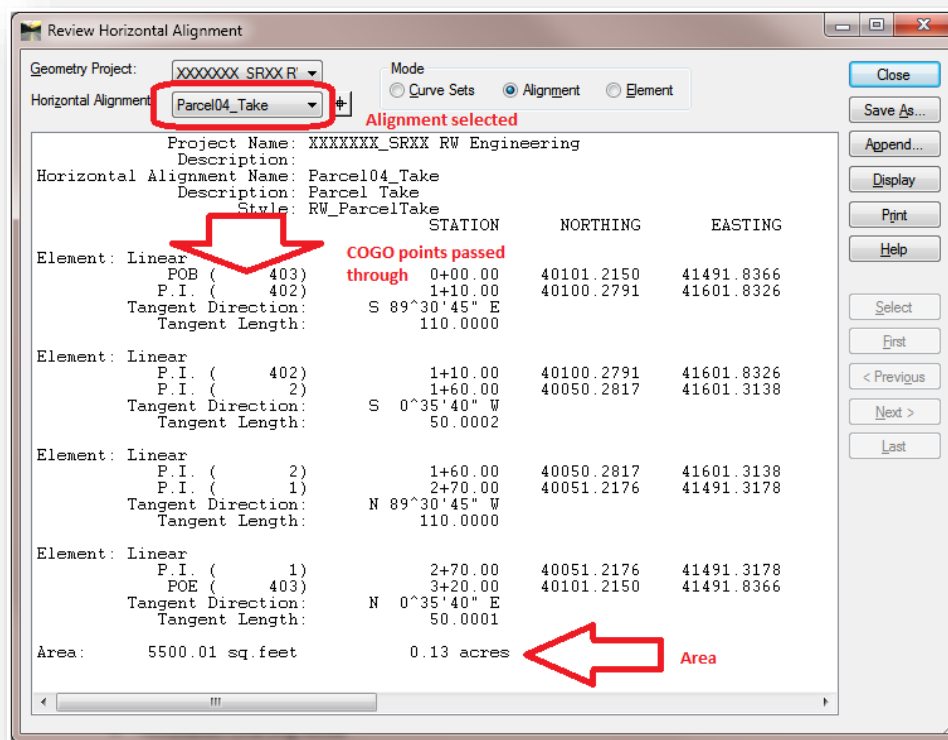 Review Horizontal Alignment
Geometry Project:
XXXXXXX_SRXX R
Mode
Curve Sets
Alignment
Element
Close
Horizontal Alignment
Parcel04_Take
Alignment selected
Save As...
Append...
Display
Print
Help
Select
First
< Previous
Next >
Last
Project Name: XXXXXXX_SRXX RW Engineering
Description:
Horizontal Alignment Name: Parcel04_Take
Description: Parcel Take
Style: RW_ParcelTake
STATION NORTHING EASTING
COGO points passed
through
Element: Linear
POB ( 403) 0+00.00 40101.2150 41491.8366
P.I. ( 402) 1+10.00 40100.2791 41601.8326
Tangent Direction: S 89^30'45" E
Tangent Length: 110.0000
Element: Linear
P.I. ( 402) 1+10.00 40100.2791 41601.8326
P.I. ( 2) 1+60.00 40050.2817 41601.3138
Tangent Direction: S 0^35'40" W
Tangent Length: 50.0002
Element: Linear
P.I. ( 2) 1+60.00 40050.2817 41601.3138
P.I. ( 1) 2+70.00 40051.2176 41491.3178
Tangent Direction: N 89^30'45" W
Tangent Length: 110.0000
Element: Linear
P.I. ( 1) 2+70.00 40051.2176 41491.3178
POE ( 403) 3+20.00 40101.2150 41491.8366
Tangent Direction: N 0^35'40" E
Tangent Length: 50.0001
Area: 5500.01 sq.feet 0.13 acres
Area